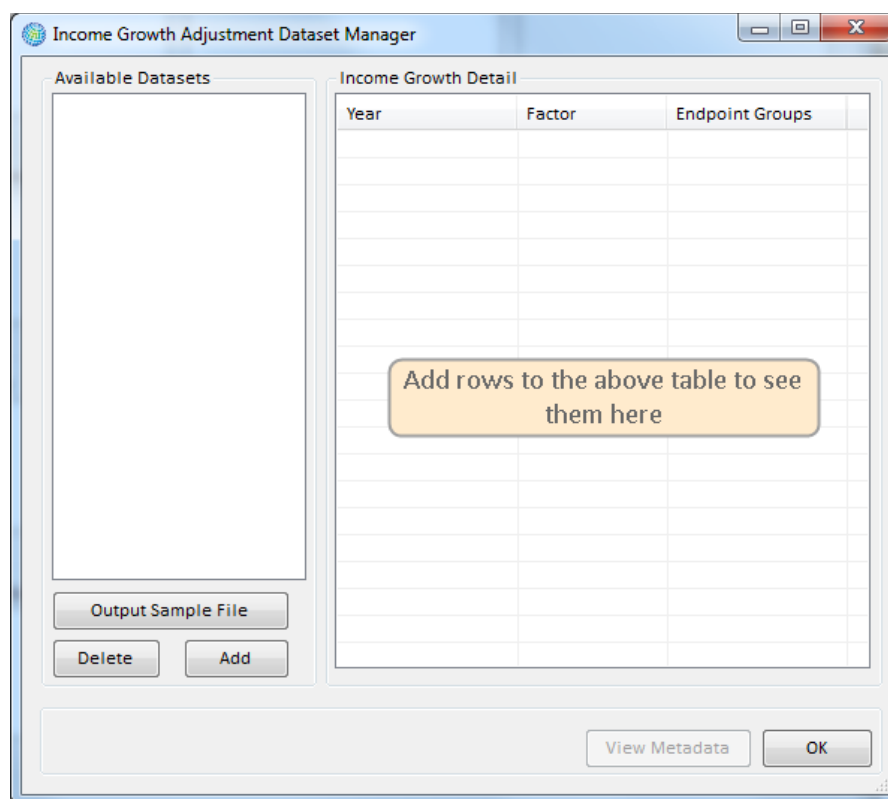 Income Growth Adjustment Dataset Manager
Available Datasets
Income Growth Detail
Year Factor Endpoint Groups
Add rows to the above table to see
them here
Output Sample File
Delete Add
View Metadata OK